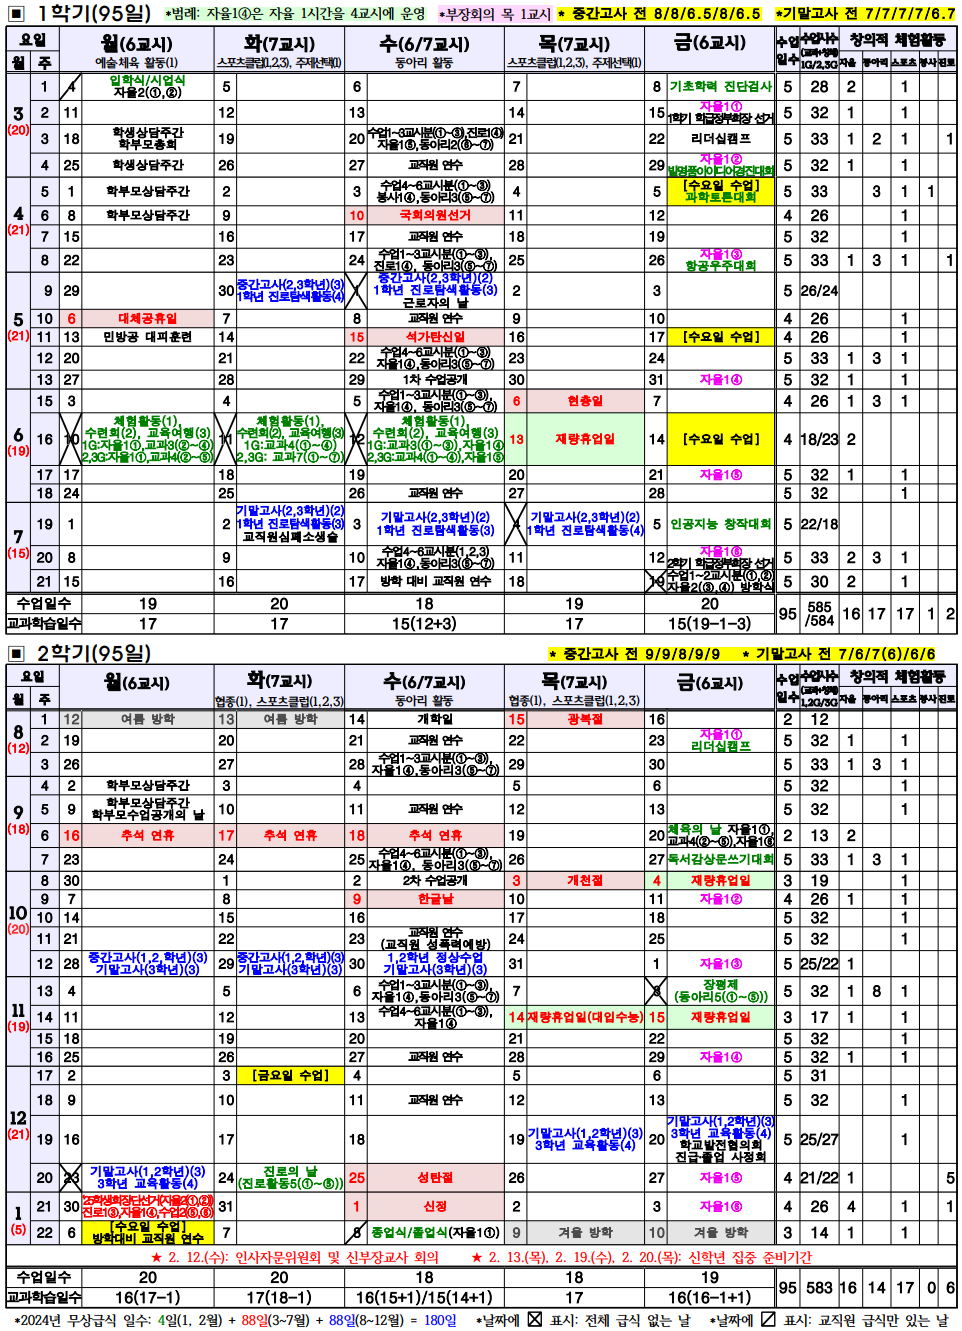 ▣ 1학기(95일) *범례: 자율1④은 자율 1시간을 4교시에 운영 *부장회의 목 1교시 * 중간고사 전 8/8/6.5/8/6.5 *기말고사 전 7/7/7/7/6.7
요일 월(6교시) 화(7교시) 수(6/7교시) 목(7교시) 금(6교시) 수업일수 수업시수 창의적 체험활동
월 주 예술체육 활동(1) 스포츠클럽(1,2,3), 주제선택(1) 동아리 활동 스포츠클럽(1,2,3), 주제선택(1) 1G/2,3G 자율 동아리 스포츠 봉사 진로
3 (20)
1 4 입학식/시업식 자율2(①,②) 5 6 7 8 기초학력 진단검사 5 28 2 1
2 11 12 13 14 15 자율1① 1학기 학급정부회장 선거 5 32 1 1
3 18 학생상담주간 학부모총회 19 20 수업1~3교시분(①~③),진로1④ 자율1⑤,동아리2(⑥~⑦) 21 22 리더십캠프 5 33 1 2 1 1
4 25 학생상담주간 26 27 교직원 연수 28 29 자율1② 발명품아이디어경진대회 5 32 1 1
4 (21)
5 1 학부모상담주간 2 3 수업4~6교시분(①~③) 봉사1④,동아리3(⑤~⑦) 4 5 [수요일 수업] 과학토론대회 5 33 3 1 1
6 8 학부모상담주간 9 10 국회의원선거 11 12 4 26 1
7 15 16 17 교직원 연수 18 19 5 32 1
8 22 23 24 수업1~3교시분(①~③), 진로1④, 동아리3(⑤~⑦) 25 26 자율1③ 항공우주대회 5 33 1 3 1 1
5 (21)
9 29 30 중간고사(2,3학년)(3) 1학년 진로탐색활동(4) 1 중간고사(2,3학년)(2) 1학년 진로탐색활동(3) 근로자의 날 2 3 5 26/24
10 6 대체공휴일 7 8 교직원 연수 9 10 4 26 1
11 13 민방공 대피훈련 14 15 석가탄신일 16 17 [수요일 수업] 4 26 1
12 20 21 22 수업4~6교시분(①~③) 자율1④,동아리3(⑤~⑦) 23 24 5 33 1 3 1
13 27 28 29 1차 수업공개 30 31 자율1④ 5 32 1 1
6 (19)
15 3 4 5 수업1~3교시분(①~③), 자율1④, 동아리3(⑤~⑦) 6 현충일 7 4 26 1 3 1
16 10 체험활동(1), 수련회(2), 교육여행(3) 1G:자율1①,교과3(②~④) 2,3G:자율1①,교과4(②~⑤) 11 체험활동(1), 수련회(2), 교육여행(3) 1G:교과4(①~④) 2,3G: 교과7(①~⑦) 12 체험활동(1), 수련회(2), 교육여행(3) 1G:교과3(①~③),자율1④ 2,3G:교과4(①~④),자율1⑤ 13 재량휴업일 14 [수요일 수업] 4 18/23 2
17 17 18 19 20 21 자율1⑤ 5 32 1 1
18 24 25 26 교직원 연수 27 28 5 32 1
7 (15)
19 1 2 기말고사(2,3학년)(2) 1학년 진로탐색활동(3) 교직원심폐소생술 3 기말고사(2,3학년)(2) 1학년 진로탐색활동(3) 4 기말고사(2,3학년)(2) 1학년 진로탐색활동(4) 5 인공지능 창작대회 5 22/18
20 8 9 10 수업4~6교시분(1,2,3) 자율1④,동아리3(⑤~⑦) 11 12 자율1⑥ 2학기 학급정부회장 선거 5 33 2 3 1
21 15 16 17 방학 대비 교직원 연수 18 19 수업1~2교시분(①,②) 자율2(③,④) 방학식 5 30 2 1
수업일수 19 20 18 19 20 95 585/584 16 17 17 1 2
교과학습일수 17 17 15(12+3) 17 15(19-1-3)
▣ 2학기(95일) * 중간고사 전 9/9/8/9/9 * 기말고사 전 7/6/7(6)/6/6
요일 월(6교시) 화(7교시) 수(6/7교시) 목(7교시) 금(6교시) 수업일수 수업시수 창의적 체험활동
월 주 협종(1), 스포츠클럽(1,2,3) 동아리 활동 협종(1), 스포츠클럽(1,2,3) 1,2G/3G 자율 동아리 스포츠 봉사 진로
8 (12)
1 12 여름 방학 13 여름 방학 14 개학일 15 광복절 16 2 12
2 19 20 21 교직원 연수 22 23 자율1① 리더십캠프 5 32 1 1
3 26 27 28 수업1~3교시분(①~③), 자율1④,동아리3(⑤~⑦) 29 30 5 33 1 3 1
9 (18)
4 2 학부모상담주간 3 4 5 6 5 32 1
5 9 학부모상담주간 학부모수업공개의 날 10 11 교직원 연수 12 13 5 32 1
6 16 추석 연휴 17 추석 연휴 18 추석 연휴 19 20 체육의 날 자율1①, 교과4(②~⑤),자율1⑥ 2 13 2
7 23 24 25 수업4~6교시분(①~③), 자율1④, 동아리3(⑤~⑦) 26 27 독서감상문쓰기대회 5 33 1 3 1
10 (20)
8 30 1 2 2차 수업공개 3 개천절 4 재량휴업일 3 19 1
9 7 8 9 한글날 10 11 자율1② 4 26 1 1
10 14 15 16 17 18 5 32 1
11 21 22 23 교직원 연수 (교직원 성폭력예방) 24 25 5 32 1
12 28 중간고사(1,2,학년)(3) 기말고사(3학년)(3) 29 중간고사(1,2,학년)(3) 기말고사(3학년)(3) 30 1,2학년 정상수업 기말고사(3학년)(3) 31 1 자율1③ 5 25/22 1
11 (19)
13 4 5 6 수업1~3교시분(①~③), 자율1④,동아리3(⑤~⑦) 7 8 장평제 (동아리5(①~⑤)) 5 32 1 8 1
14 11 12 13 수업4~6교시분(①~③), 자율1④ 14 재량휴업일(대입수능) 15 재량휴업일 3 17 1 1
15 18 19 20 21 22 5 32 1
16 25 26 27 교직원 연수 28 29 자율1④ 5 32 1 1
12 (21)
17 2 3 [금요일 수업] 4 5 6 5 31
18 9 10 11 교직원 연수 12 13 5 32 1
19 16 17 18 19 기말고사(1,2학년)(3) 3학년 교육활동(4) 20 기말고사(1,2학년)(3) 3학년 교육활동(4) 학교발전협의회 진급·졸업 사정회 5 25/27 1
20 23 기말고사(1,2학년)(3) 3학년 교육활동(4) 24 진로의 날 (진로활동5(①~⑤)) 25 성탄절 26 27 자율1⑤ 4 21/22 1 5
1 (5)
21 30 '25학생회장단선거(자율2(①,②)) 진로1③,자율1④,수업2(⑤,⑥) 31 1 신정 2 3 자율1⑥ 4 26 4 1 1
22 6 [수요일 수업] 방학대비 교직원 연수 7 8 종업식/졸업식(자율1①) 9 겨울 방학 10 겨울 방학 3 14 1 1
★ 2. 12.(수): 인사자문위원회 및 신부장교사 회의 ★ 2. 13.(목), 2. 19.(수), 2. 20.(목): 신학년 집중 준비기간
수업일수 20 20 18 18 19 95 583 16 14 17 0 6
교과학습일수 16(17-1) 17(18-1) 16(15+1)/15(14+1) 17 16(16-1+1)
*2024년 무상급식 일수: 4일(1, 2월) + 88일(3~7월) + 88일(8~12월) = 180일 *날짜에 ☒ 표시: 전체 급식 없는 날 *날짜에 ⧄ 표시: 교직원 급식만 있는 날